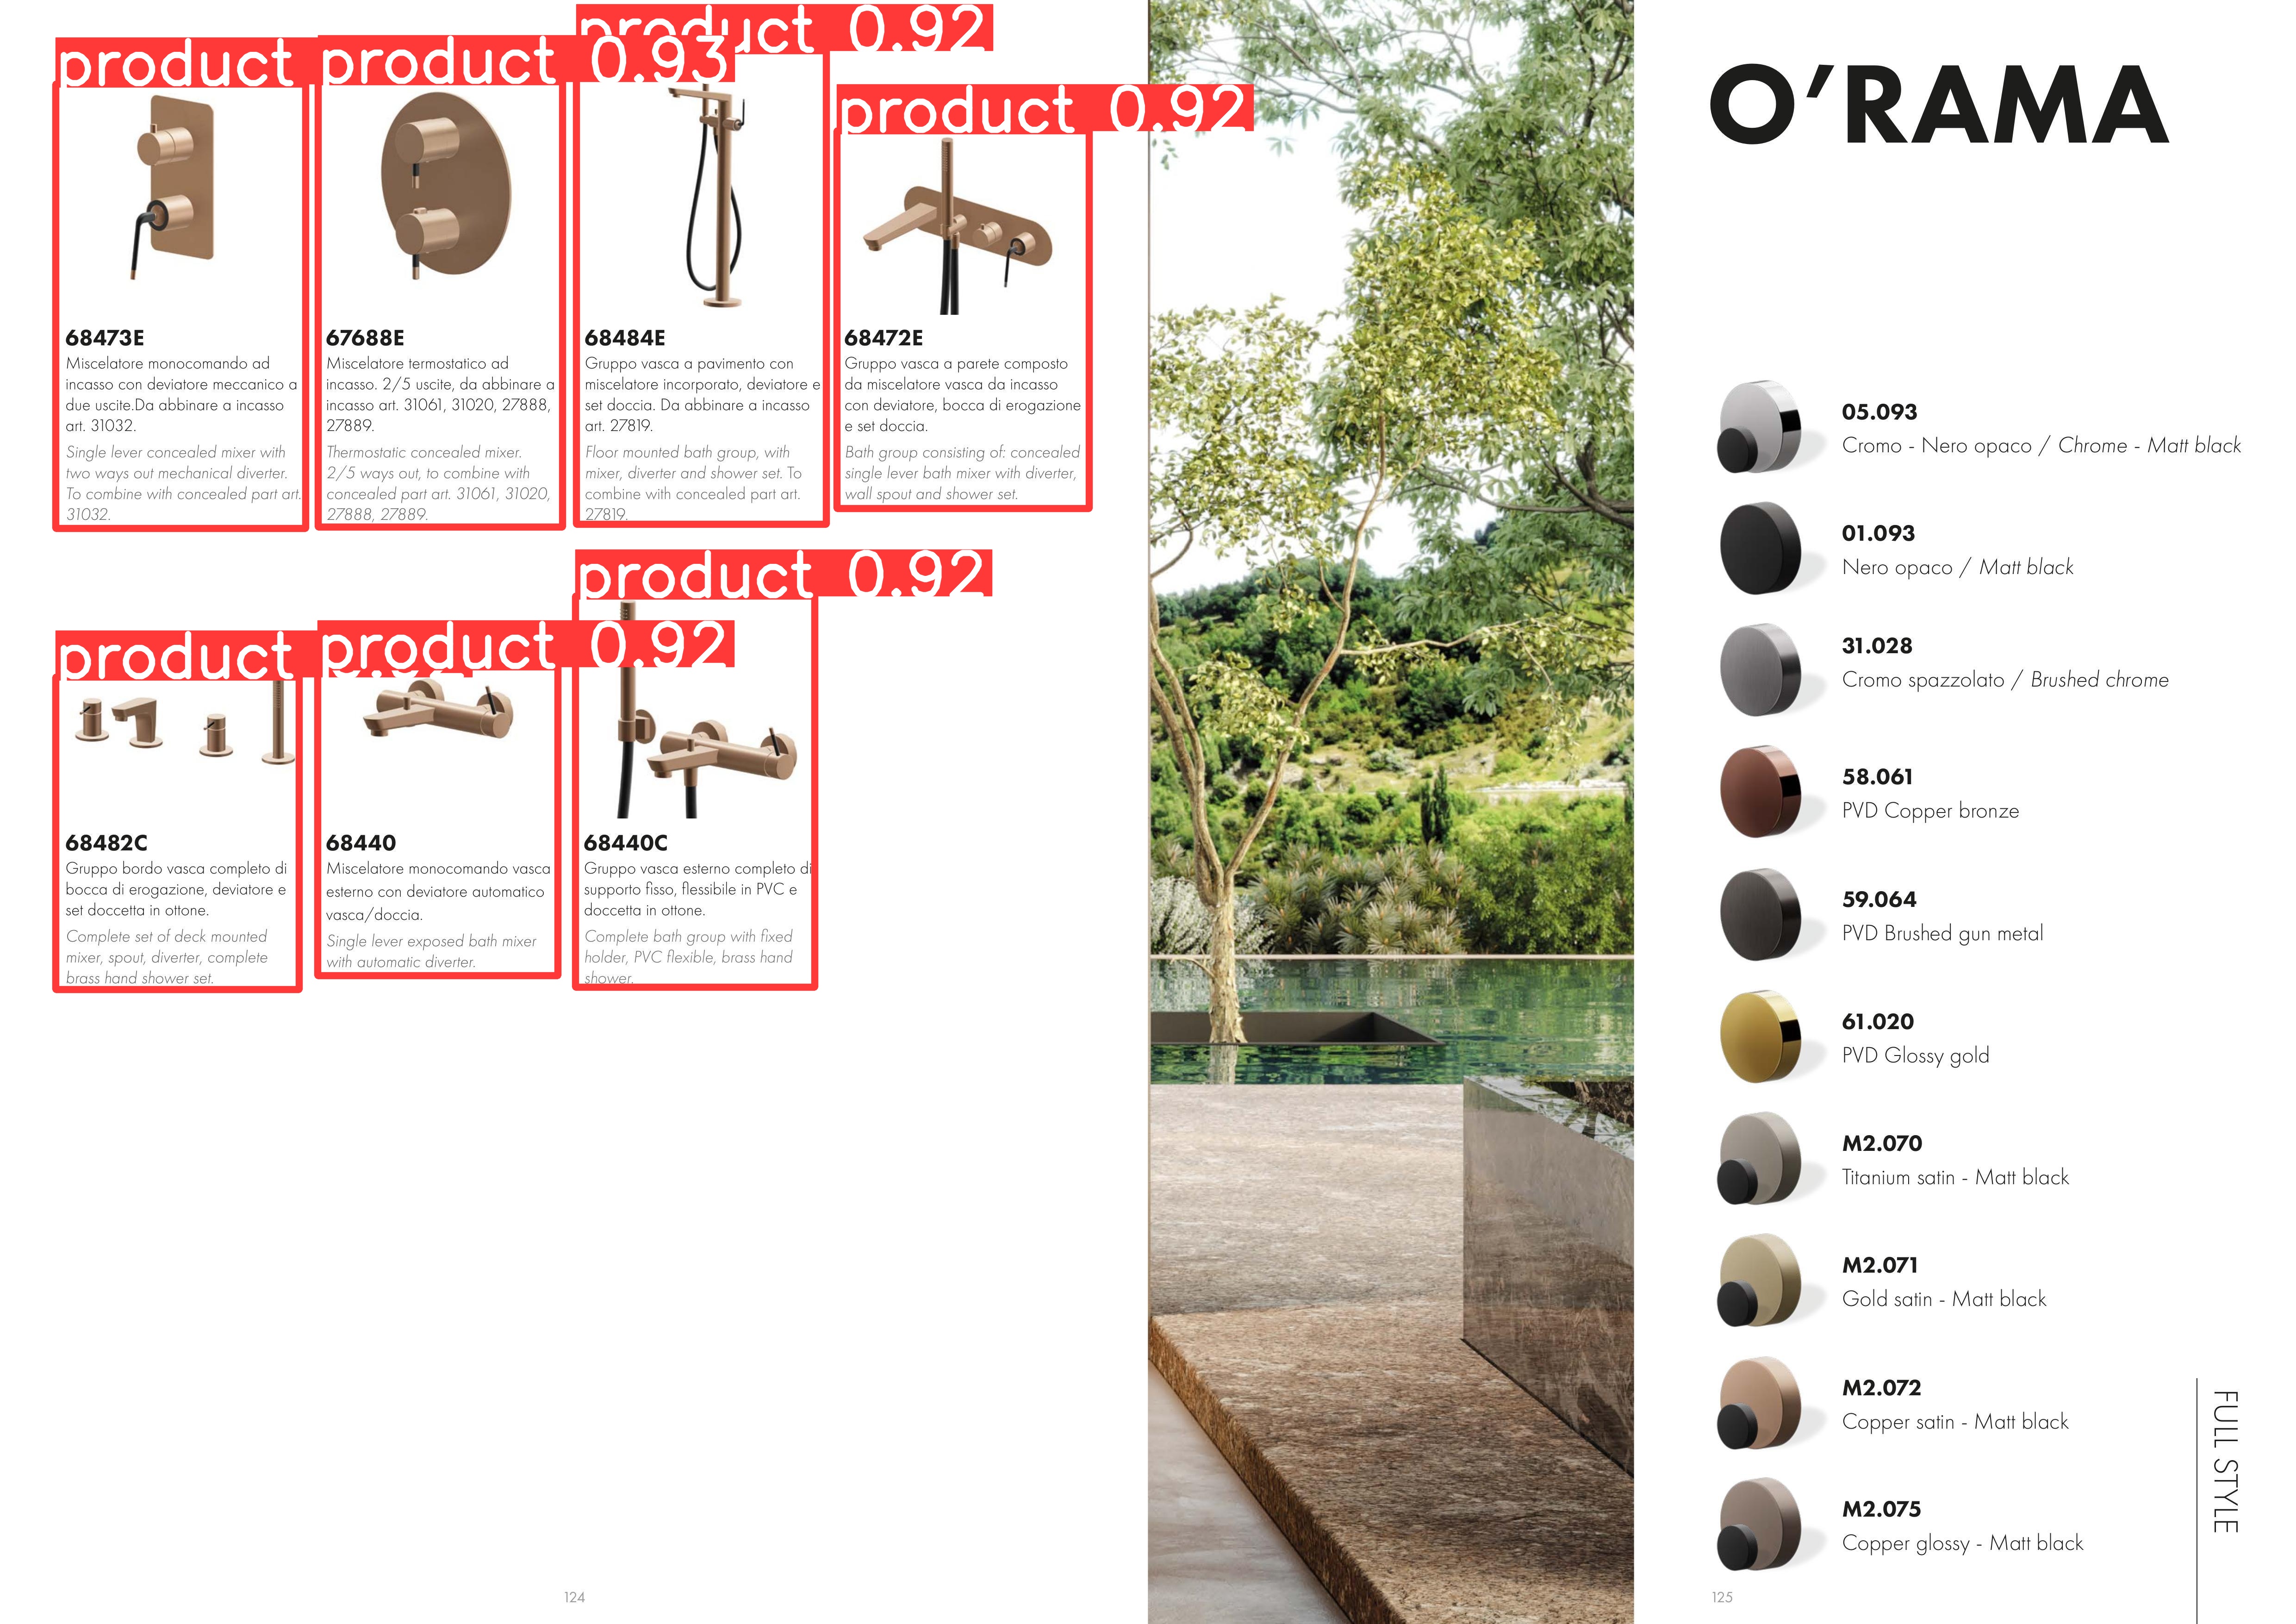 product
product 0.93
product 0.92
product 0.92
68473E
Miscelatore monocomando ad
incasso con deviatore meccanico a
due uscite.Da abbinare a incasso
art. 31032.
Single lever concealed mixer with
two ways out mechanical diverter.
To combine with concealed part art.
31032.
67688E
Miscelatore termostatico ad
incasso. 2/5 uscite, da abbinare a
incasso art. 31061, 31020, 27888,
27889.
Thermostatic concealed mixer.
2/5 ways out, to combine with
concealed part art. 31061, 31020,
27888, 27889.
68484E
Gruppo vasca a pavimento con
miscelatore incorporato, deviatore e
set doccia. Da abbinare a incasso
art. 27819.
Floor mounted bath group, with
mixer, diverter and shower set. To
combine with concealed part art.
27819.
68472E
Gruppo vasca a parete composto
da miscelatore vasca da incasso
con deviatore, bocca di erogazione
e set doccia.
Bath group consisting of: concealed
single lever bath mixer with diverter,
wall spout and shower set.
product
product 0.92
product 0.92
68482C
Gruppo bordo vasca completo di
bocca di erogazione, deviatore e
set doccetta in ottone.
Complete set of deck mounted
mixer, spout, diverter, complete
brass hand shower set.
68440
Miscelatore monocomando vasca
esterno con deviatore automatico
vasca/doccia.
Single lever exposed bath mixer
with automatic diverter.
68440C
Gruppo vasca esterno completo di
supporto fisso, flessibile in PVC e
doccetta in ottone.
Complete bath group with fixed
holder, PVC flexible, brass hand
shower.
124
O'RAMA
05.093
Cromo - Nero opaco / Chrome - Matt black
01.093
Nero opaco / Matt black
31.028
Cromo spazzolato / Brushed chrome
58.061
PVD Copper bronze
59.064
PVD Brushed gun metal
61.020
PVD Glossy gold
M2.070
Titanium satin - Matt black
M2.071
Gold satin - Matt black
M2.072
Copper satin - Matt black
M2.075
Copper glossy - Matt black
FULL STYLE
125